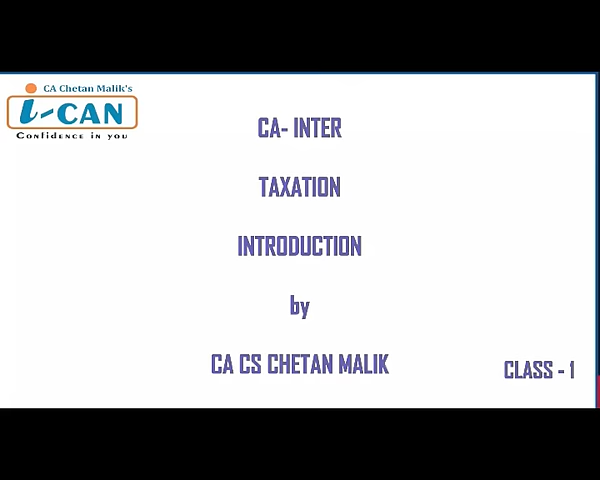 CA Chetan Malik's
i-CAN
Confidence in you
CA- INTER
TAXATION
INTRODUCTION
by
CA CS CHETAN MALIK
CLASS - 1